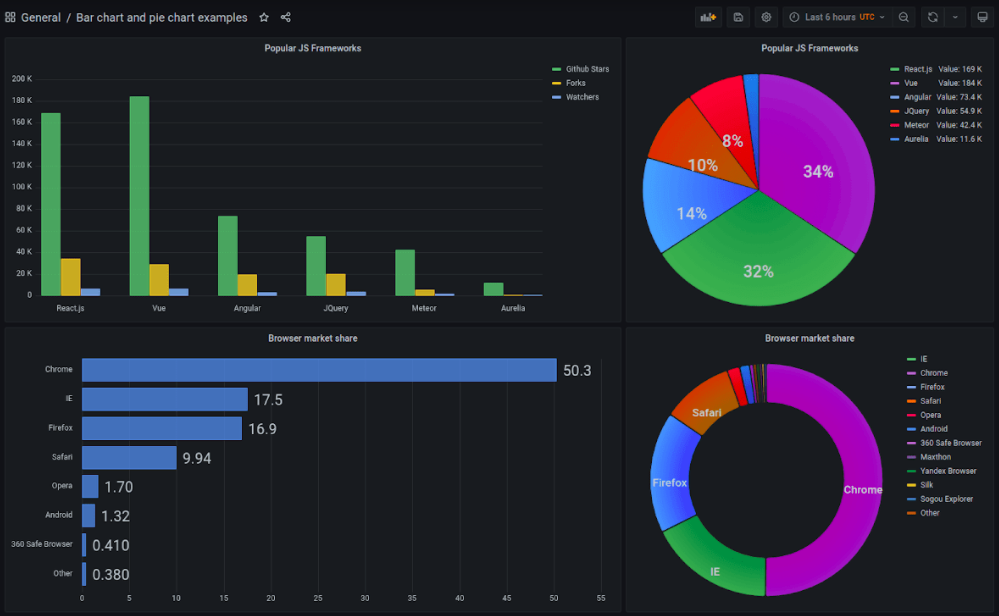 General / Bar chart and pie chart examples
Last 6 hours UTC
Popular JS Frameworks
200 K
180 K
160 K
140 K
120 K
100 K
80 K
60 K
40 K
20 K
0
React.js Vue Angular JQuery Meteor Aurelia
Github Stars
Forks
Watchers
Popular JS Frameworks
8%
10%
34%
14%
32%
React.js Value: 169 K
Vue Value: 184 K
Angular Value: 73.4 K
JQuery Value: 54.9 K
Meteor Value: 42.4 K
Aurelia Value: 11.6 K
Browser market share
Chrome 50.3
IE 17.5
Firefox 16.9
Safari 9.94
Opera 1.70
Android 1.32
360 Safe Browser 0.410
Other 0.380
0 5 10 15 20 25 30 35 40 45 50 55
Browser market share
Safari
Firefox
Chrome
IE
IE
Chrome
Firefox
Safari
Opera
Android
360 Safe Browser
Maxthon
Yandex Browser
Silk
Sogou Explorer
Other